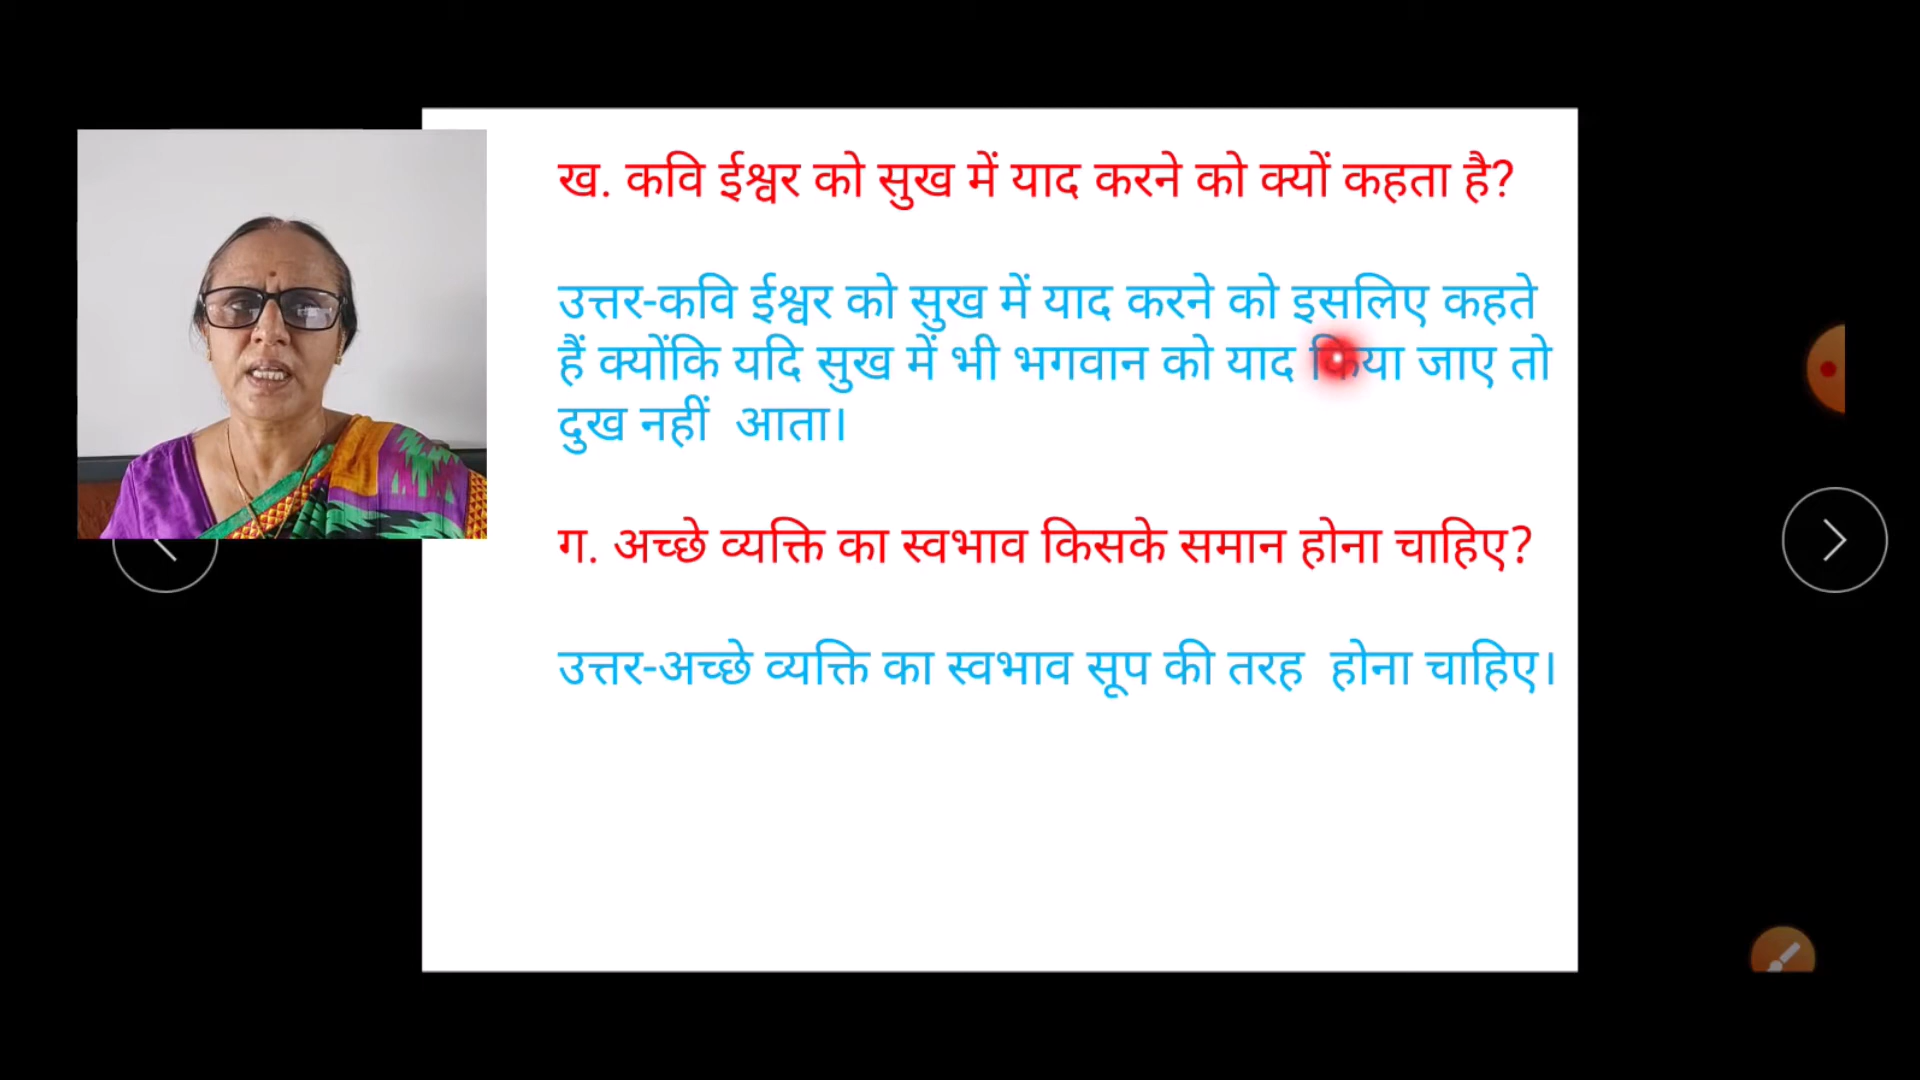 ख. कवि ईश्वर को सुख में याद करने को क्यों कहता है?
उत्तर-कवि ईश्वर को सुख में याद करने को इसलिए कहते
हैं क्योंकि यदि सुख में भी भगवान को याद किया जाए तो
दुख नहीं  आता।
ग. अच्छे व्यक्ति का स्वभाव किसके समान होना चाहिए?
उत्तर-अच्छे व्यक्ति का स्वभाव सूप की तरह  होना चाहिए।